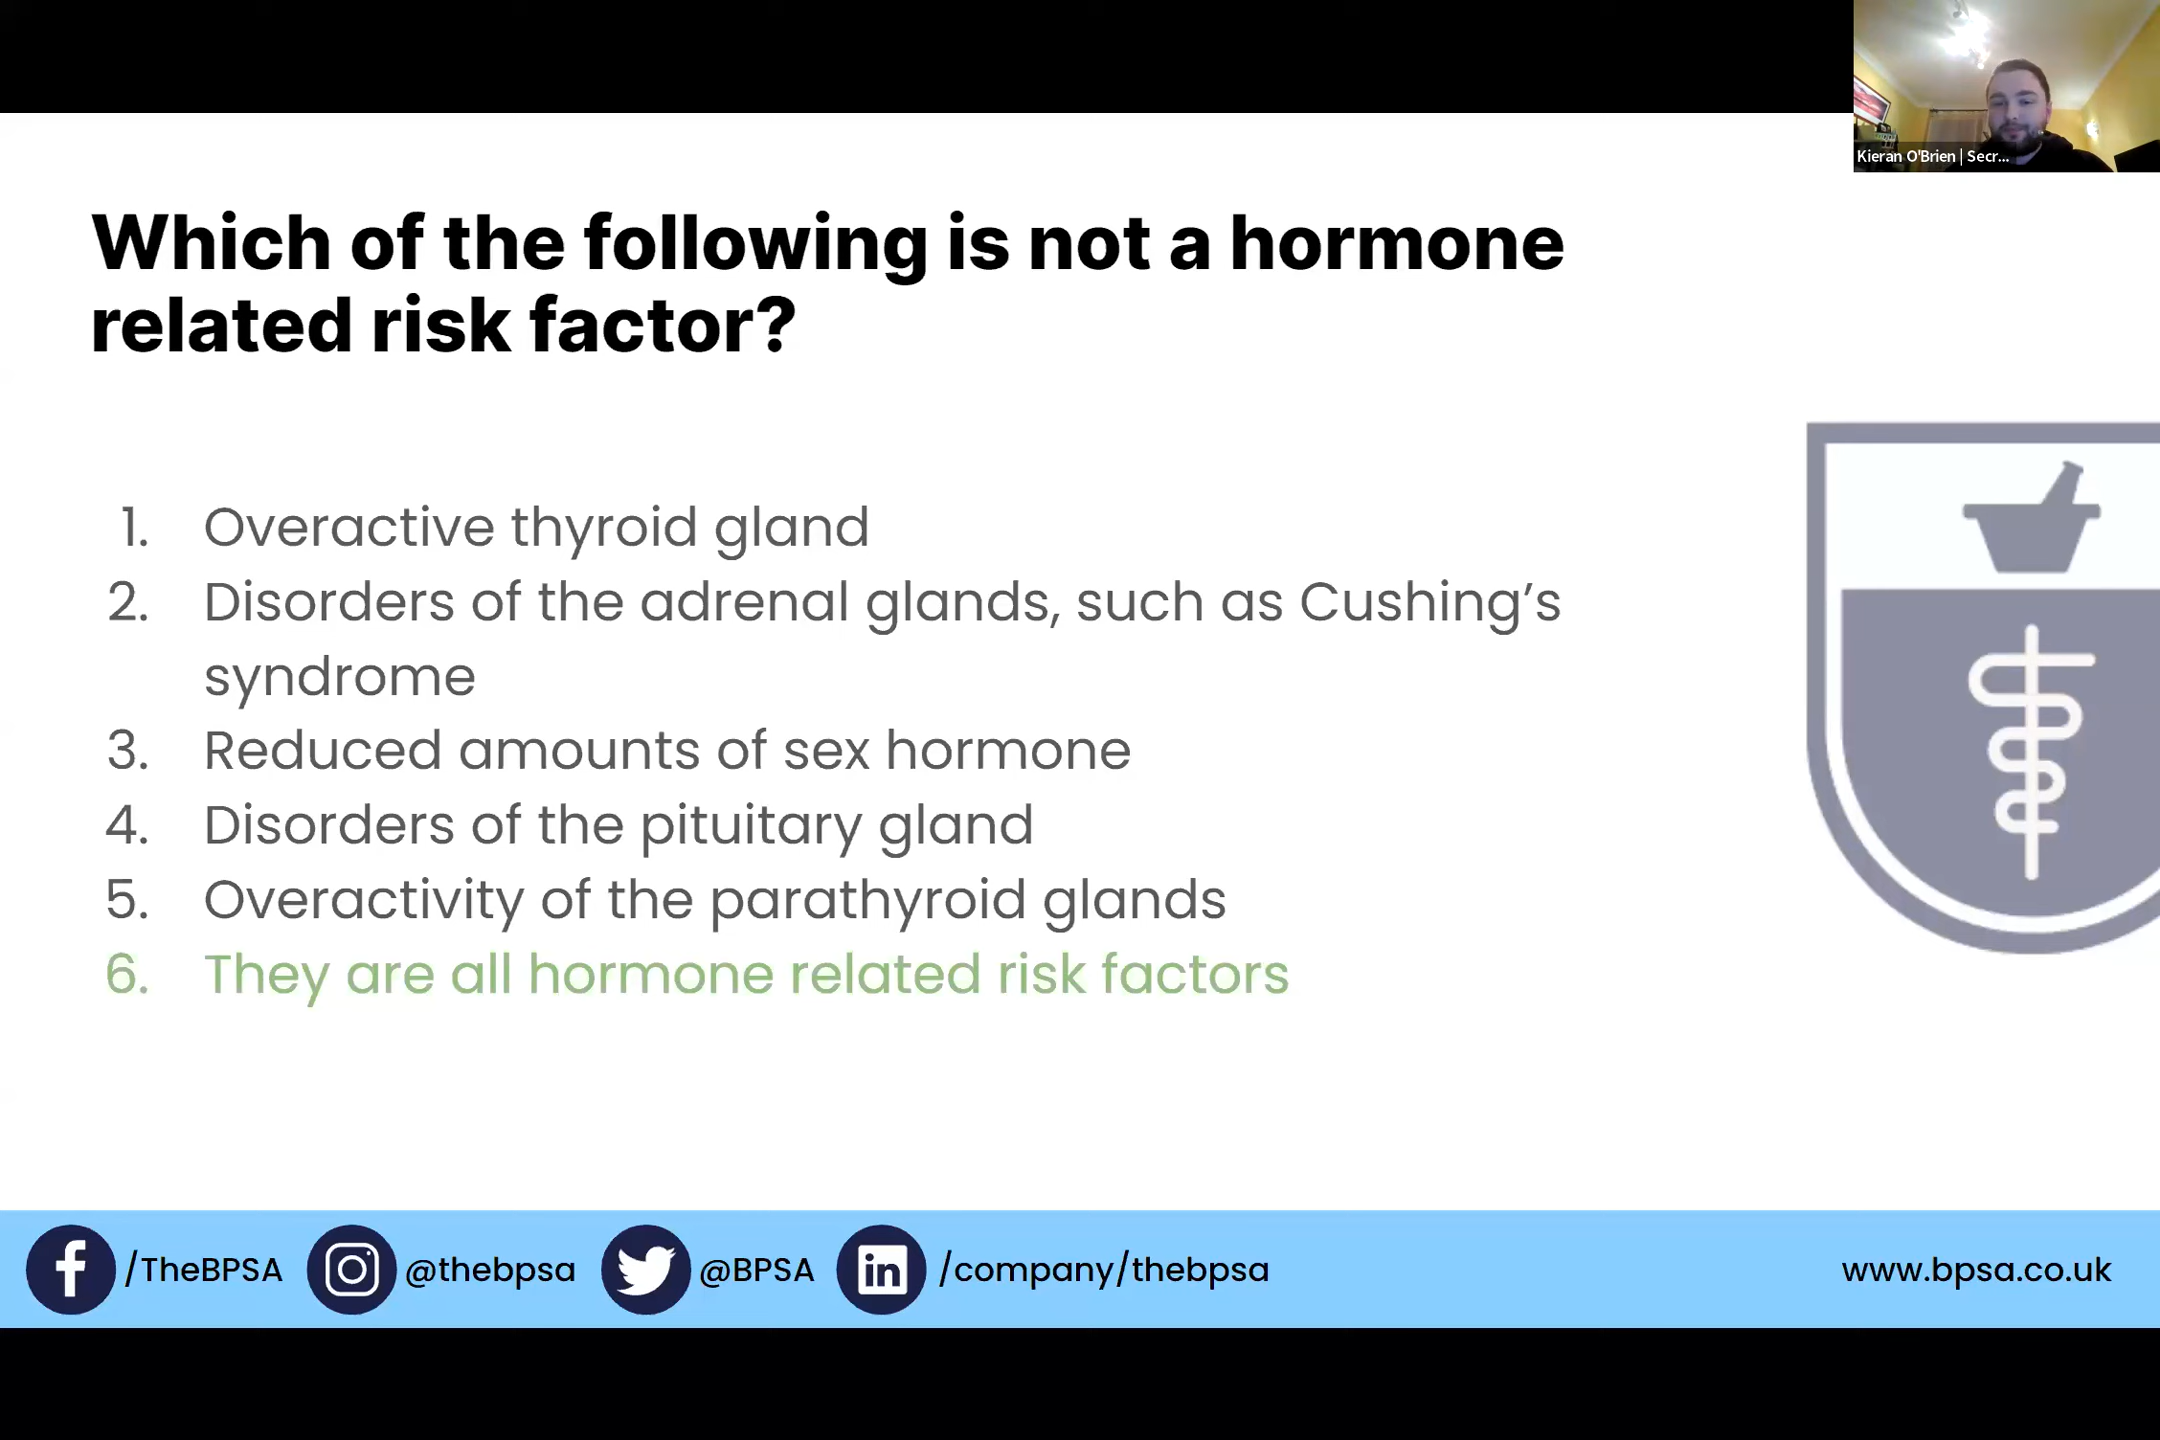 Kieran O'Brien | Secr...
Which of the following is not a hormone
related risk factor?
1. Overactive thyroid gland
2. Disorders of the adrenal glands, such as Cushing’s
syndrome
3. Reduced amounts of sex hormone
4. Disorders of the pituitary gland
5. Overactivity of the parathyroid glands
6. They are all hormone related risk factors
/TheBPSA @thebpsa @BPSA /company/thebpsa www.bpsa.co.uk